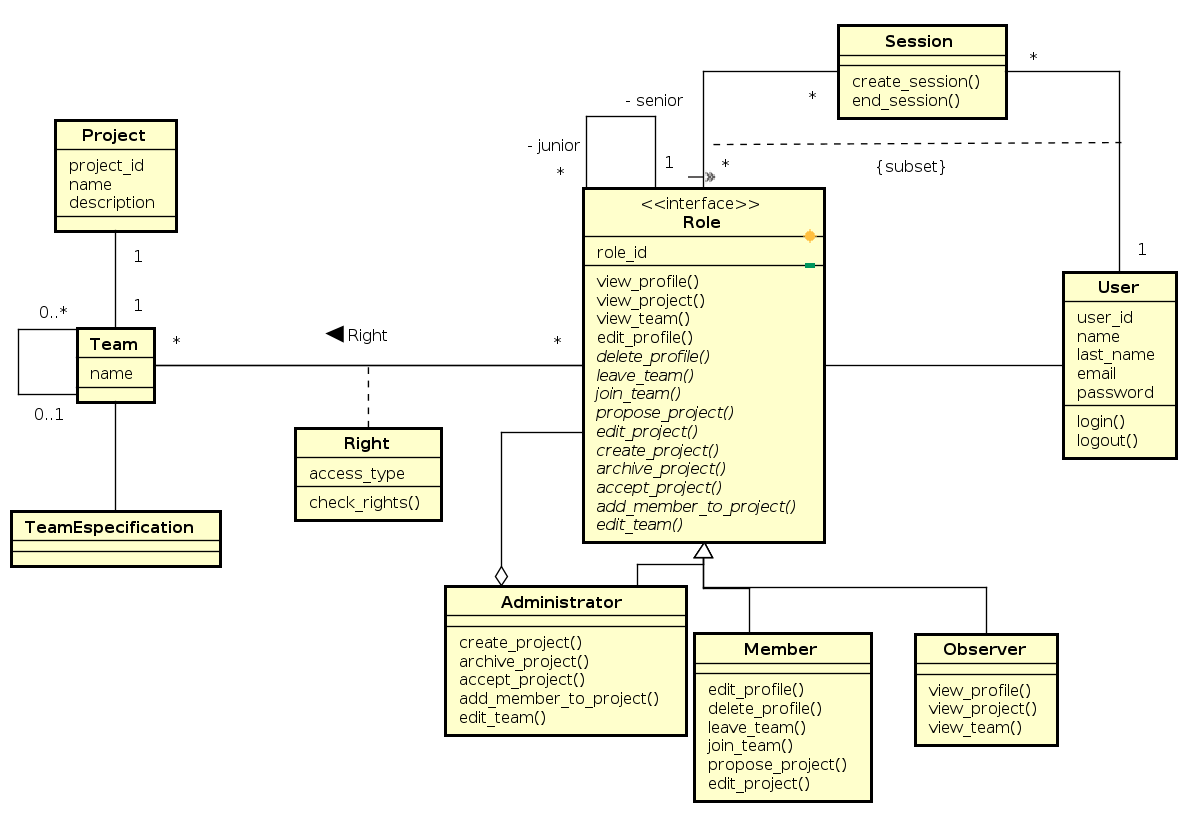 Session
create_session()
end_session()
*
*
- senior
- junior
*
1
*
{subset}
Project
project_id
name
description
1
1
0..*
0..1
Team
name
*
Right
*
<<interface>>
Role
role_id
view_profile()
view_project()
view_team()
edit_profile()
delete_profile()
leave_team()
join_team()
propose_project()
edit_project()
create_project()
archive_project()
accept_project()
add_member_to_project()
edit_team()
1
User
user_id
name
last_name
email
password
login()
logout()
Right
access_type
check_rights()
TeamEspecification
Administrator
create_project()
archive_project()
accept_project()
add_member_to_project()
edit_team()
Member
edit_profile()
delete_profile()
leave_team()
join_team()
propose_project()
edit_project()
Observer
view_profile()
view_project()
view_team()